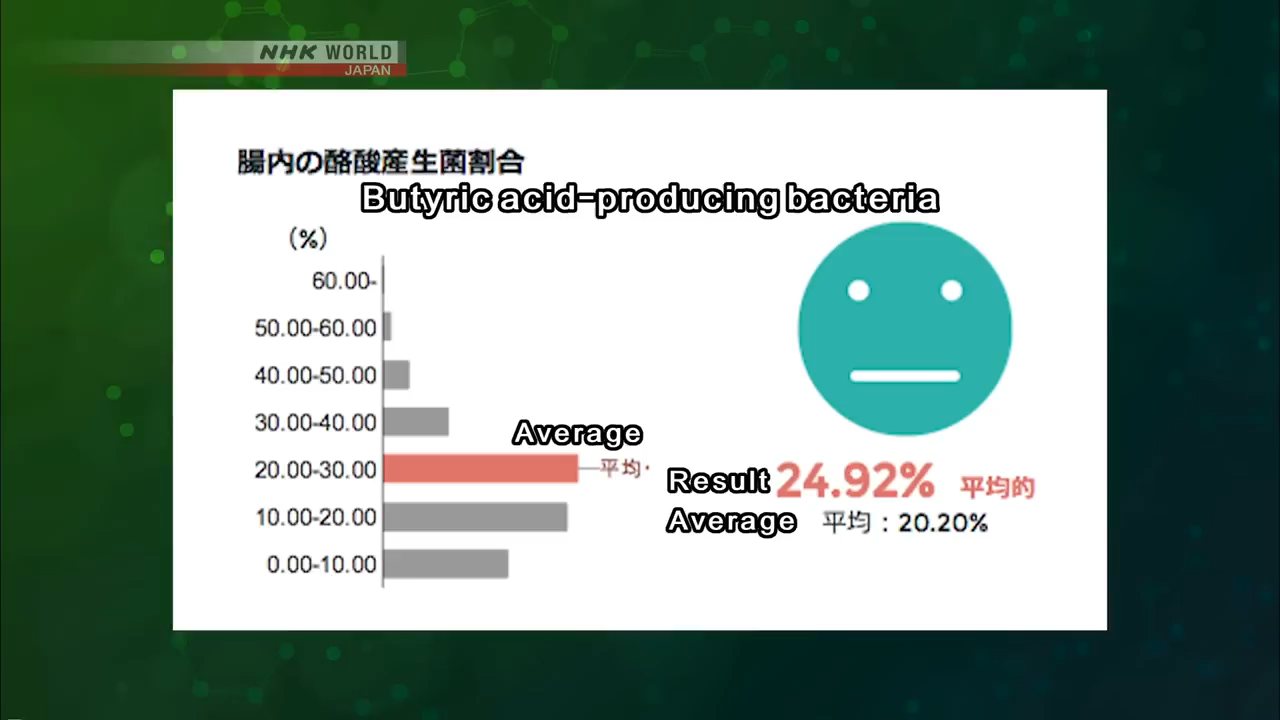 NHK WORLD
JAPAN
腸内の酪酸産生菌割合
Butyric acid-producing bacteria
(%)
60.00-
50.00-60.00
40.00-50.00
30.00-40.00
Average
20.00-30.00
平均・
10.00-20.00
0.00-10.00
Result 24.92% 平均的
Average 平均：20.20%